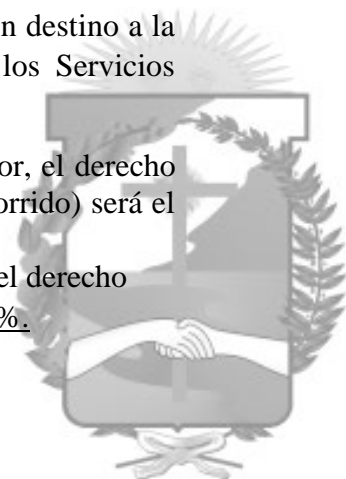 n destino a la
los Servicios
or, el derecho
orrido) será el
el derecho
%.